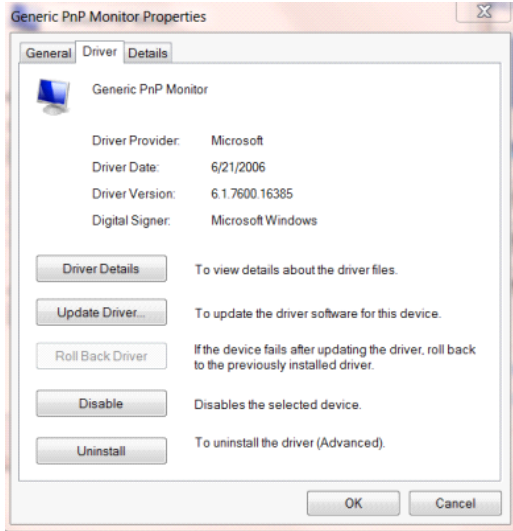 Generic PnP Monitor Properties
General Driver Details
Generic PnP Monitor
Driver Provider: Microsoft
Driver Date: 6/21/2006
Driver Version: 6.1.7600.16385
Digital Signer: Microsoft Windows
Driver Details To view details about the driver files.
Update Driver... To update the driver software for this device.
Roll Back Driver If the device fails after updating the driver, roll back
to the previously installed driver.
Disable Disables the selected device.
Uninstall To uninstall the driver (Advanced).
OK Cancel